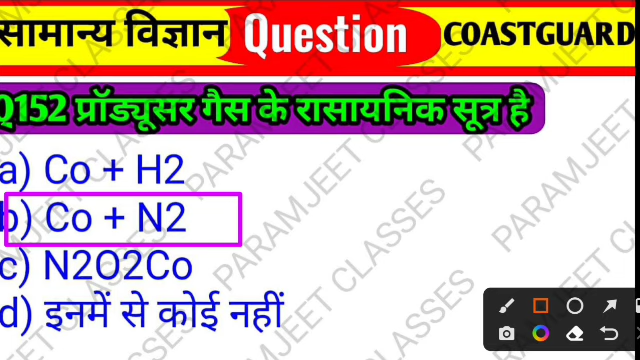 सामान्य विज्ञान Question COASTGUARD
Q152 प्रॉड्यूसर गैस के रासायनिक सूत्र है
a) Co + H2
b) Co + N2
c) N2O2Co
d) इनमें से कोई नहीं
PARAMJEET CLASSES